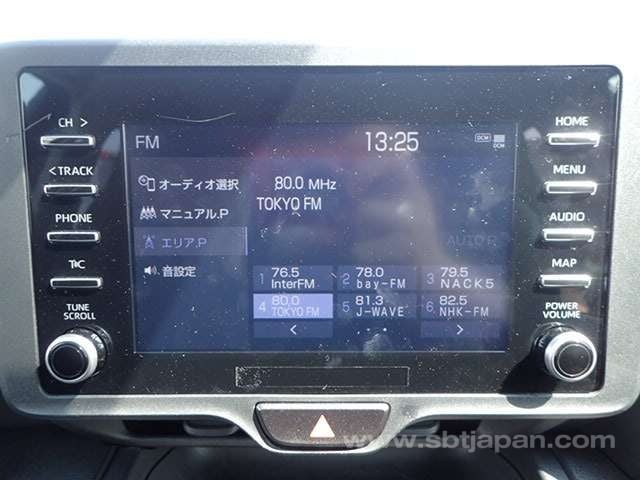 CH >
< TRACK
PHONE
T\C
TUNE
SCROLL
FM
13:25
DCM
DCM
オーディオ選択
マニュアル.P
エリア.P
音設定
80.0 MHz
TOKYO FM
AUTO.P
1 76.5 InterFM
2 78.0 bay-FM
3 79.5 NACK5
4 80.0 TOKYO FM
5 81.3 J-WAVE
6 82.5 NHK-FM
< >
HOME
MENU
AUDIO
MAP
POWER
VOLUME
www.sbtjapan.com